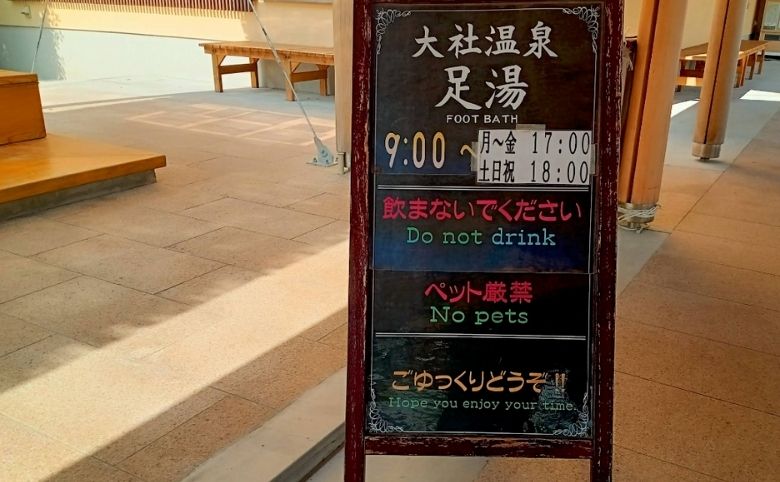 大社温泉
足湯
FOOT BATH
9:00 〜 月〜金 17:00
土日祝 18:00
飲まないでください
Do not drink
ペット厳禁
No pets
ごゆっくりどうぞ!!
Hope you enjoy your time.